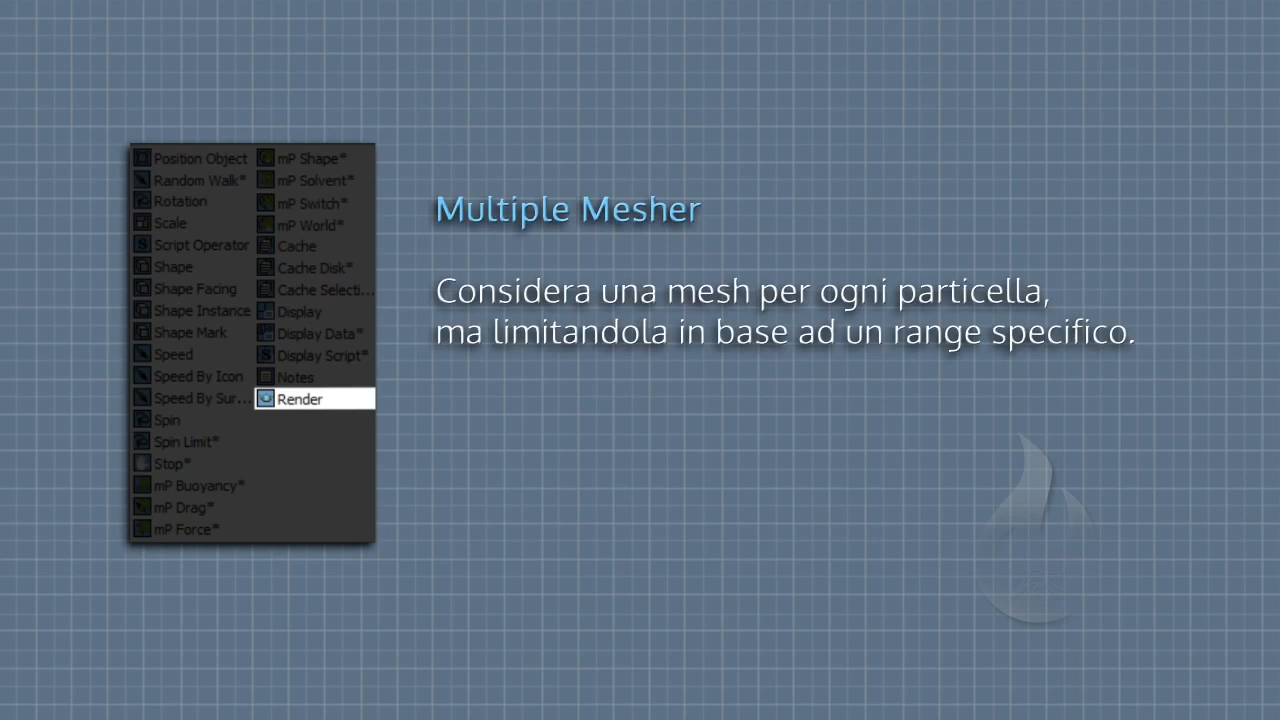 Position Object
Random Walk*
Rotation
Scale
Script Operator
Shape
Shape Facing
Shape Instance
Shape Mark
Speed
Speed By Icon
Speed By Sur...
Spin
Spin Limit*
Stop*
mP Buoyancy*
mP Drag*
mP Force*
mP Shape*
mP Solvent*
mP Switch*
mP World*
Cache
Cache Disk*
Cache Selecti...
Display
Display Data*
Display Script*
Notes
Render
Multiple Mesher
Considera una mesh per ogni particella,
ma limitandola in base ad un range specifico.